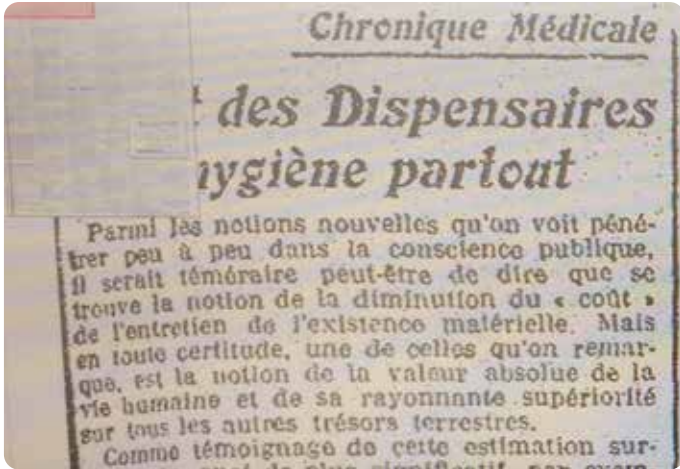 Chronique Médicale
des Dispensaires
ygiène partout
Parmi les notions nouvelles qu'on voit péné-
trer peu à peu dans la conscience publique,
il serait téméraire peut-être de dire que se
trouve la notion de la diminution du « coût »
de l'entretien de l'existence matérielle. Mais
en toute certitude, une de celles qu'on remar-
que, est la notion de la valeur absolue de la
vie humaine et de sa rayonnante supériorité
sur tous les autres trésors terrestres.
Comme témoignage de cette estimation sur-